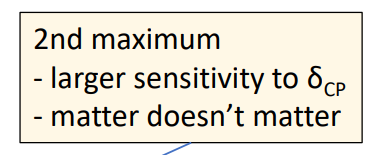 2nd maximum
- larger sensitivity to δCP
- matter doesn't matter